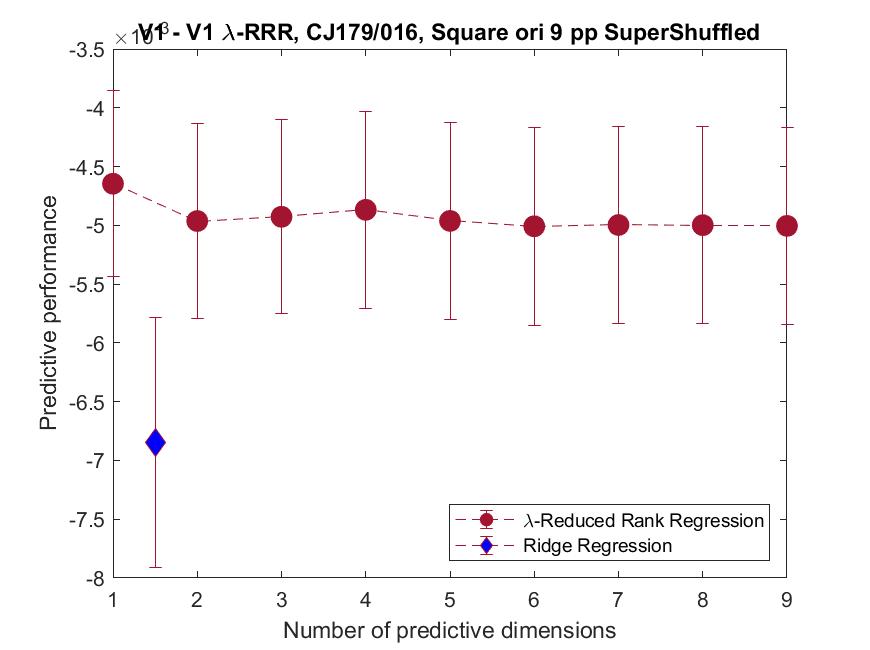 V1 - V1 λ-RRR, CJ179/016, Square ori 9 pp SuperShuffled
×10-3
-3.5
-4
-4.5
-5
-5.5
-6
-6.5
-7
-7.5
-8
Predictive performance
λ-Reduced Rank Regression
Ridge Regression
1 2 3 4 5 6 7 8 9
Number of predictive dimensions